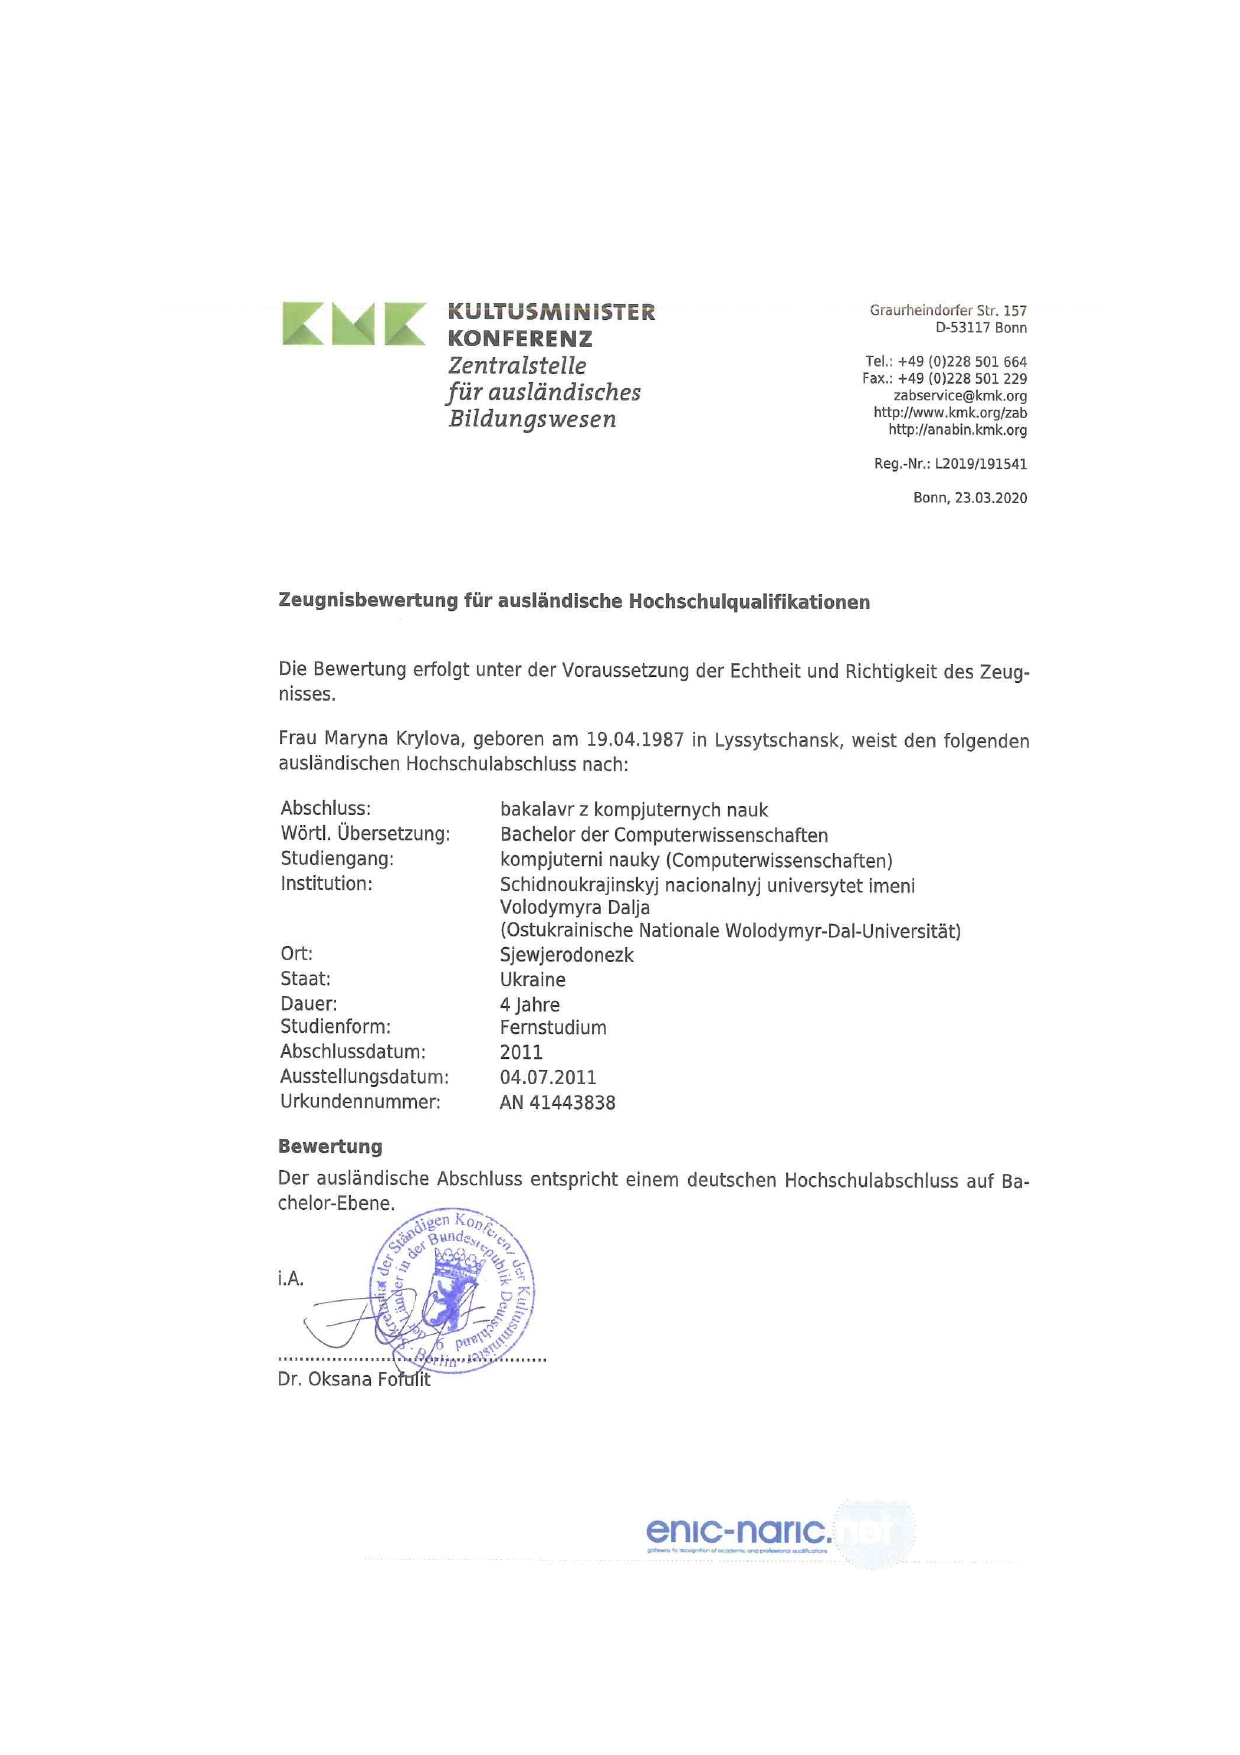 KMK
KULTUSMINISTER
KONFERENZ
Zentralstelle
für ausländisches
Bildungswesen
Graurheindorfer Str. 157
D-53117 Bonn
Tel.: +49 (0)228 501 664
Fax.: +49 (0)228 501 229
zabservice@kmk.org
http://www.kmk.org/zab
http://anabin.kmk.org
Reg.-Nr.: L2019/191541
Bonn, 23.03.2020
Zeugnisbewertung für ausländische Hochschulqualifikationen
Die Bewertung erfolgt unter der Voraussetzung der Echtheit und Richtigkeit des Zeug-
nisses.
Frau Maryna Krylova, geboren am 19.04.1987 in Lyssytschansk, weist den folgenden
ausländischen Hochschulabschluss nach:
Abschluss: bakalavr z kompjuternych nauk
Wörtl. Übersetzung: Bachelor der Computerwissenschaften
Studiengang: kompjuterni nauky (Computerwissenschaften)
Institution: Schidnoukrajinskyj nacionalnyj universytet imeni
Volodymyra Dalja
(Ostukrainische Nationale Wolodymyr-Dal-Universität)
Ort: Sjewjerodonezk
Staat: Ukraine
Dauer: 4 Jahre
Studienform: Fernstudium
Abschlussdatum: 2011
Ausstellungsdatum: 04.07.2011
Urkundennummer: AN 41443838
Bewertung
Der ausländische Abschluss entspricht einem deutschen Hochschulabschluss auf Ba-
chelor-Ebene.
i.A.
Sekretariat der Ständigen Konferenz der Kultusminister · Berlin ·
der Länder in der Bundesrepublik Deutschland 9
Dr. Oksana Fofulit
enic-naric.net
gateway to recognition of academic and professional qualifications